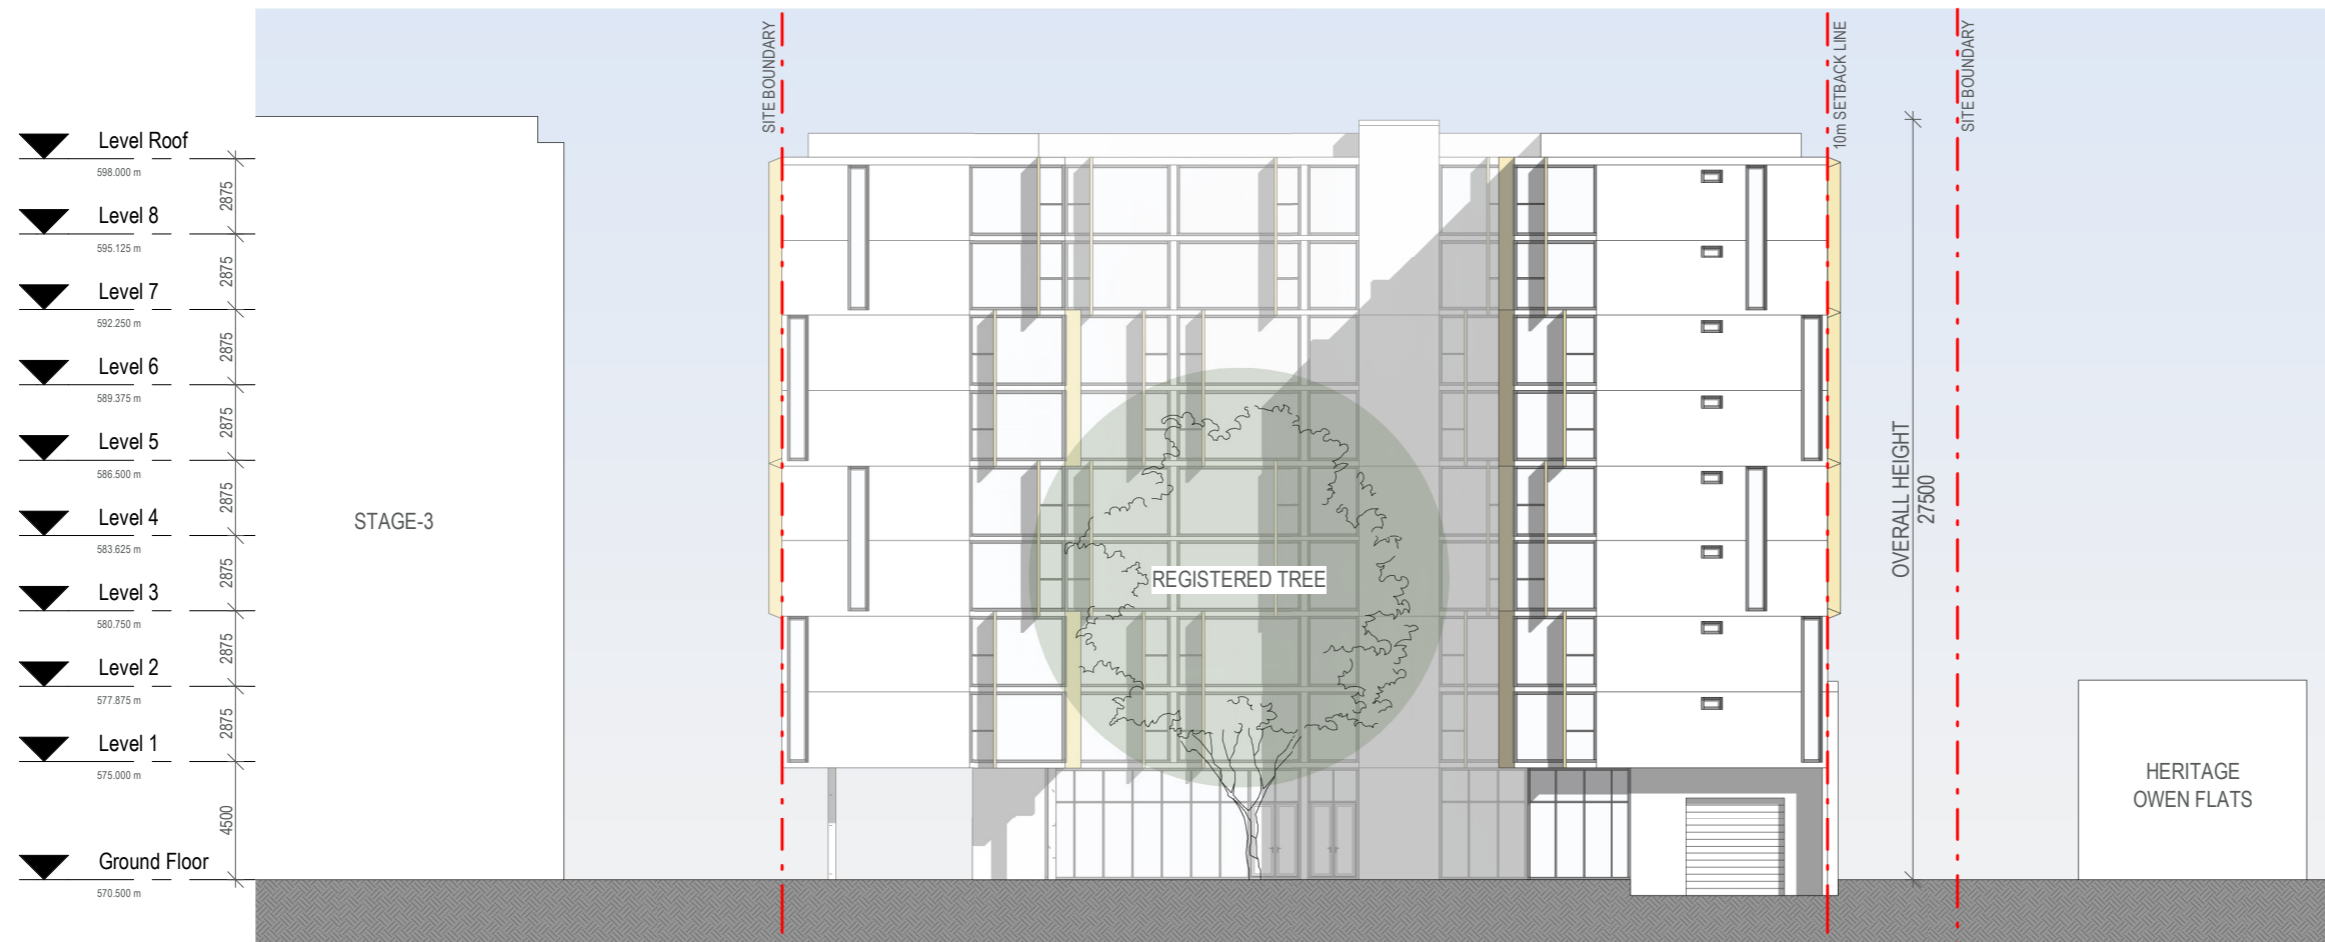 SITE BOUNDARY
10m SETBACK LINE
SITE BOUNDARY
Level Roof
598.000 m
2875
Level 8
595.125 m
2875
Level 7
592.250 m
2875
Level 6
589.375 m
2875
Level 5
586.500 m
2875
Level 4
583.625 m
2875
Level 3
580.750 m
2875
Level 2
577.875 m
2875
Level 1
575.000 m
4500
Ground Floor
570.500 m
STAGE-3
REGISTERED TREE
OVERALL HEIGHT
27500
HERITAGE
OWEN FLATS